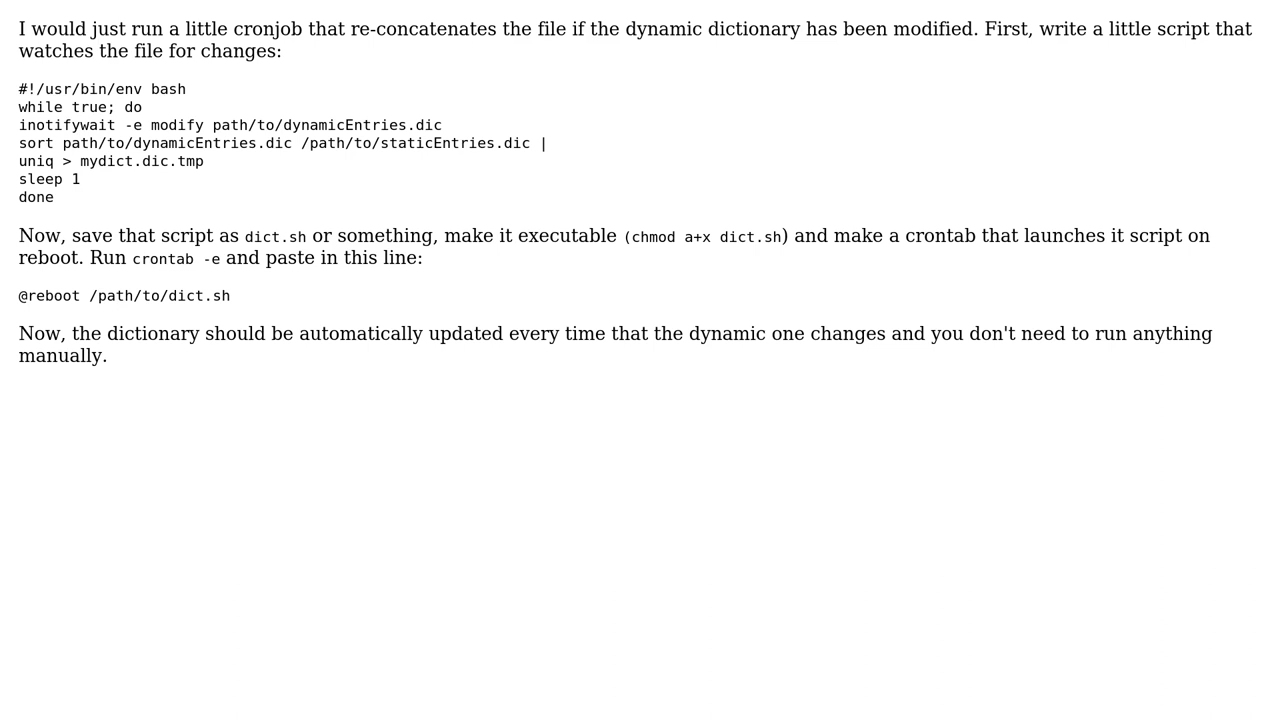 I would just run a little cronjob that re-concatenates the file if the dynamic dictionary has been modified. First, write a little script that
watches the file for changes:
#!/usr/bin/env bash
while true; do
inotifywait -e modify path/to/dynamicEntries.dic
sort path/to/dynamicEntries.dic /path/to/staticEntries.dic |
uniq > mydict.dic.tmp
sleep 1
done
Now, save that script as dict.sh or something, make it executable (chmod a+x dict.sh) and make a crontab that launches it script on
reboot. Run crontab -e and paste in this line:
@reboot /path/to/dict.sh
Now, the dictionary should be automatically updated every time that the dynamic one changes and you don't need to run anything
manually.